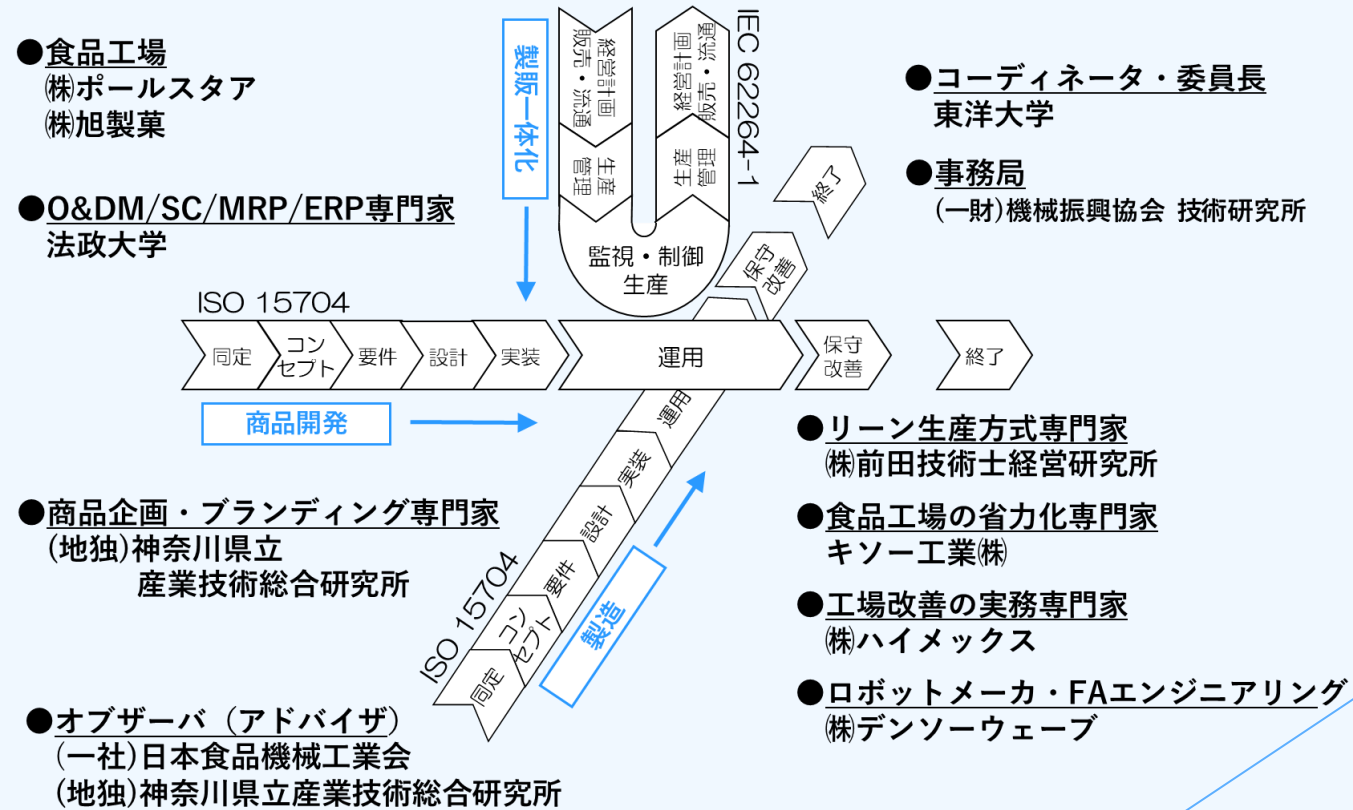 ●食品工場
㈱ポールスタア
㈱旭製菓
●O&DM/SC/MRP/ERP専門家
法政大学
製販一体化
経営計画
販売・流通
生産
管理
経営計画
販売・流通
生産
管理
IEC 62264-1
監視・制御
生産
●コーディネータ・委員長
東洋大学
●事務局
(一財)機械振興協会 技術研究所
ISO 15704
同定
コン
セプト
要件
設計
実装
運用
保守
改善
終了
商品開発
ISO 15704
同定
コン
セプト
要件
設計
実装
運用
保守
改善
終了
製造
●商品企画・ブランディング専門家
(地独)神奈川県立
産業技術総合研究所
●オブザーバ（アドバイザ）
(一社)日本食品機械工業会
(地独)神奈川県立産業技術総合研究所
●リーン生産方式専門家
㈱前田技術士経営研究所
●食品工場の省力化専門家
キソー工業㈱
●工場改善の実務専門家
㈱ハイメックス
●ロボットメーカ・FAエンジニアリング
㈱デンソーウェーブ